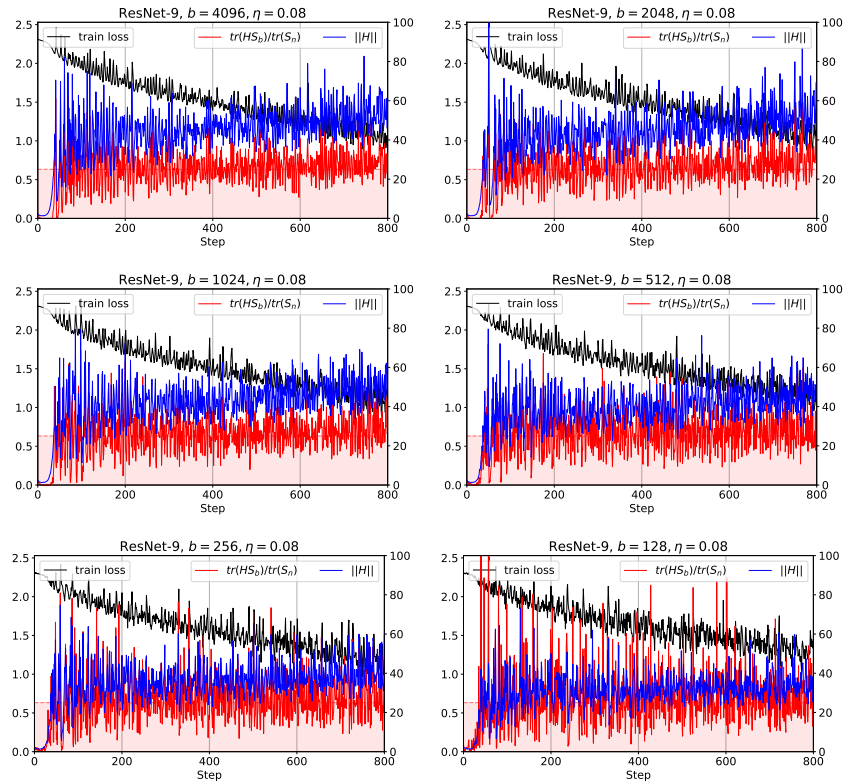 ResNet-9, b = 4096, η = 0.08
train loss
tr(HS_b)/tr(S_n)
||H||
2.5
2.0
1.5
1.0
0.5
0.0
100
80
60
40
20
0
0 200 400 600 800
Step
ResNet-9, b = 2048, η = 0.08
train loss
tr(HS_b)/tr(S_n)
||H||
2.5
2.0
1.5
1.0
0.5
0.0
100
80
60
40
20
0
0 200 400 600 800
Step
ResNet-9, b = 1024, η = 0.08
train loss
tr(HS_b)/tr(S_n)
||H||
2.5
2.0
1.5
1.0
0.5
0.0
100
80
60
40
20
0
0 200 400 600 800
Step
ResNet-9, b = 512, η = 0.08
train loss
tr(HS_b)/tr(S_n)
||H||
2.5
2.0
1.5
1.0
0.5
0.0
100
80
60
40
20
0
0 200 400 600 800
Step
ResNet-9, b = 256, η = 0.08
train loss
tr(HS_b)/tr(S_n)
||H||
2.5
2.0
1.5
1.0
0.5
0.0
100
80
60
40
20
0
0 200 400 600 800
Step
ResNet-9, b = 128, η = 0.08
train loss
tr(HS_b)/tr(S_n)
||H||
2.5
2.0
1.5
1.0
0.5
0.0
100
80
60
40
20
0
0 200 400 600 800
Step